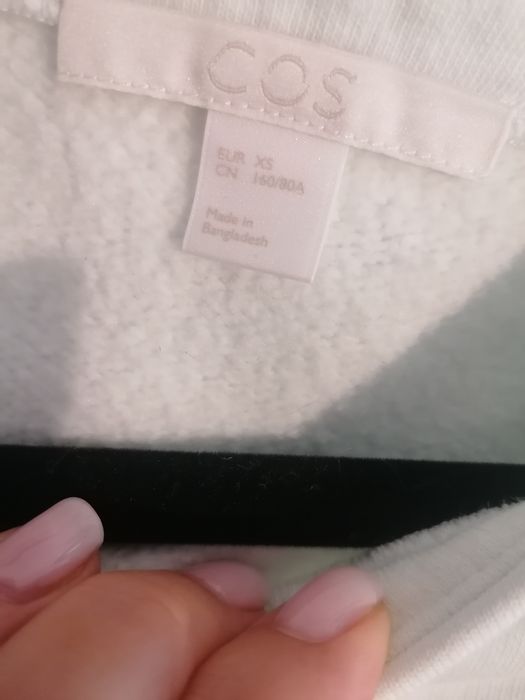 COS
EUR XS
CN 160/80A
Made in
Bangladesh